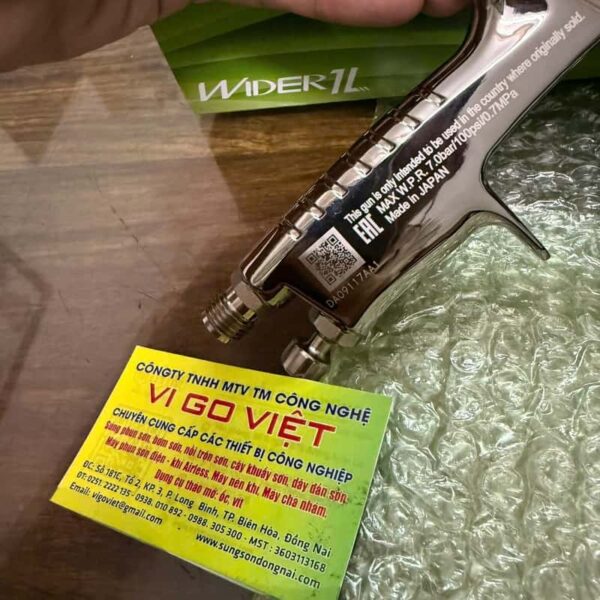 WIDER1L
This gun is only intended to be used in the country where originally sold.
EAC MAX W.P.R. 7.0bar/100psi/0.7MPa
Made in JAPAN
DA09117AA1
CÔNGTY TNHH MTV TM CÔNG NGHỆ
VI GO VIỆT
CHUYÊN CUNG CẤP CÁC THIẾT BỊ CÔNG NGHIỆP
Súng phun sơn, bơm sơn, nồi trộn sơn, cây khuấy sơn, dây dẫn sơn,
Máy phun sơn điện - khí Airless. Máy nén khí, Máy chà nhám.
Dụng cụ tháo mở: ốc, vít
ĐC: Số 181C, Tổ 2, KP. 3, P. Long Bình, TP. Biên Hòa, Đồng Nai
ĐT: 0251. 2222 135 - 0938. 010 892 - 0988. 305 300 - MST : 3603113168
Email: vigoviet@gmail.com
www.sungsondongnai.com